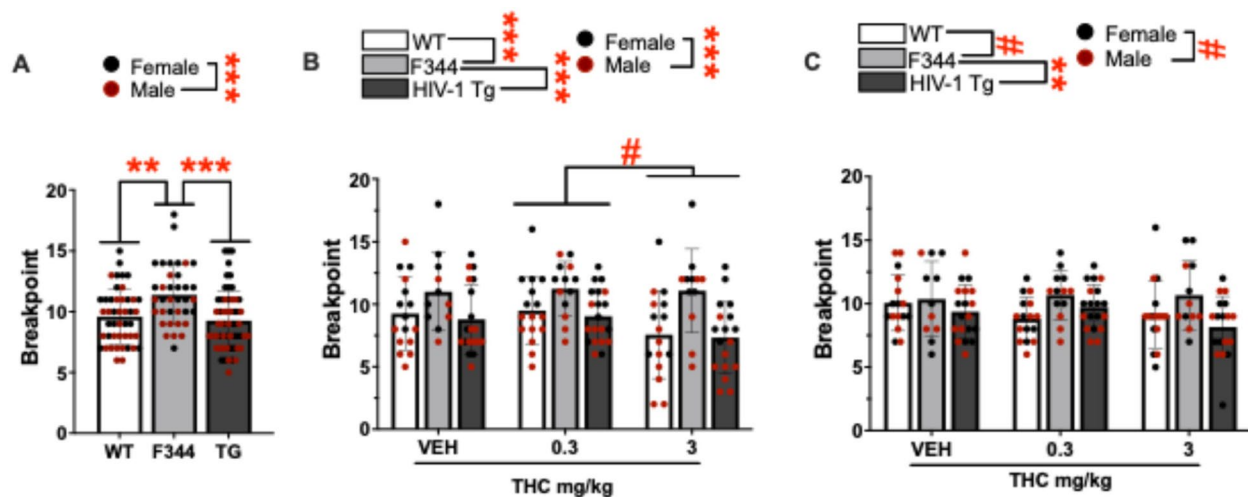 A
Female
Male
***
** ***
Breakpoint
20
15
10
5
0
WT F344 TG
B
WT
F344
HIV-1 Tg
***
***
Female
Male
***
#
Breakpoint
20
15
10
5
0
VEH 0.3 3
THC mg/kg
C
WT
F344
HIV-1 Tg
#
**
Female
Male
#
Breakpoint
20
15
10
5
0
VEH 0.3 3
THC mg/kg